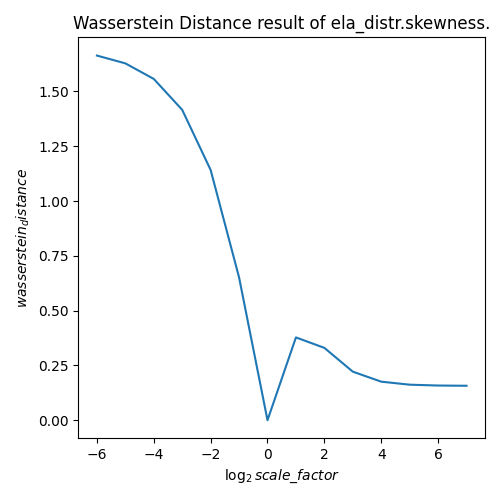 Wasserstein Distance result of ela_distr.skewness.
1.50
1.25
1.00
0.75
0.50
0.25
0.00
wasserstein_distance
−6 −4 −2 0 2 4 6
log₂ scale_factor